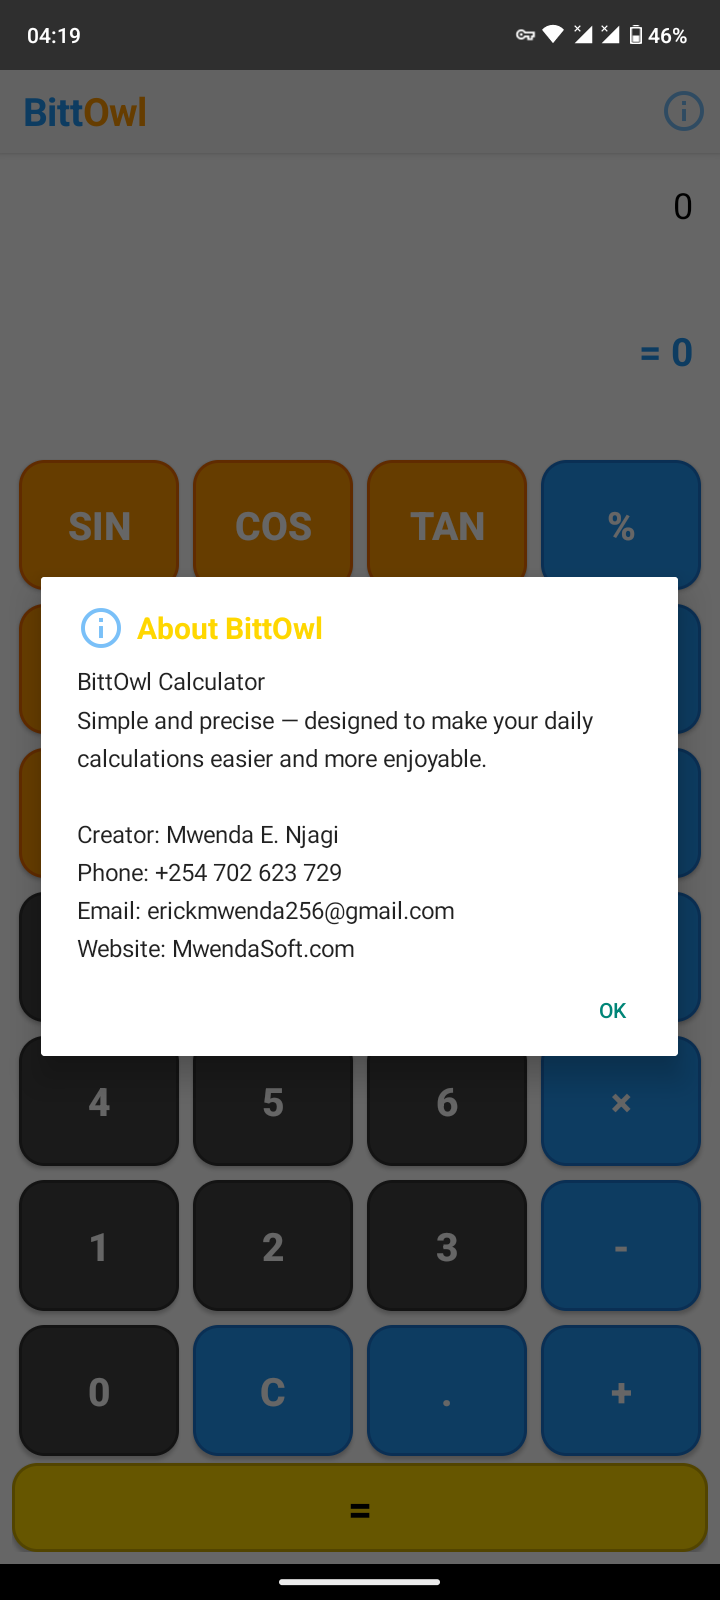 04:19 46%
BittOwl
0
= 0
SIN COS TAN %
About BittOwl
BittOwl Calculator
Simple and precise — designed to make your daily
calculations easier and more enjoyable.
Creator: Mwenda E. Njagi
Phone: +254 702 623 729
Email: erickmwenda256@gmail.com
Website: MwendaSoft.com
OK
4 5 6 ×
1 2 3 -
0 C . +
=